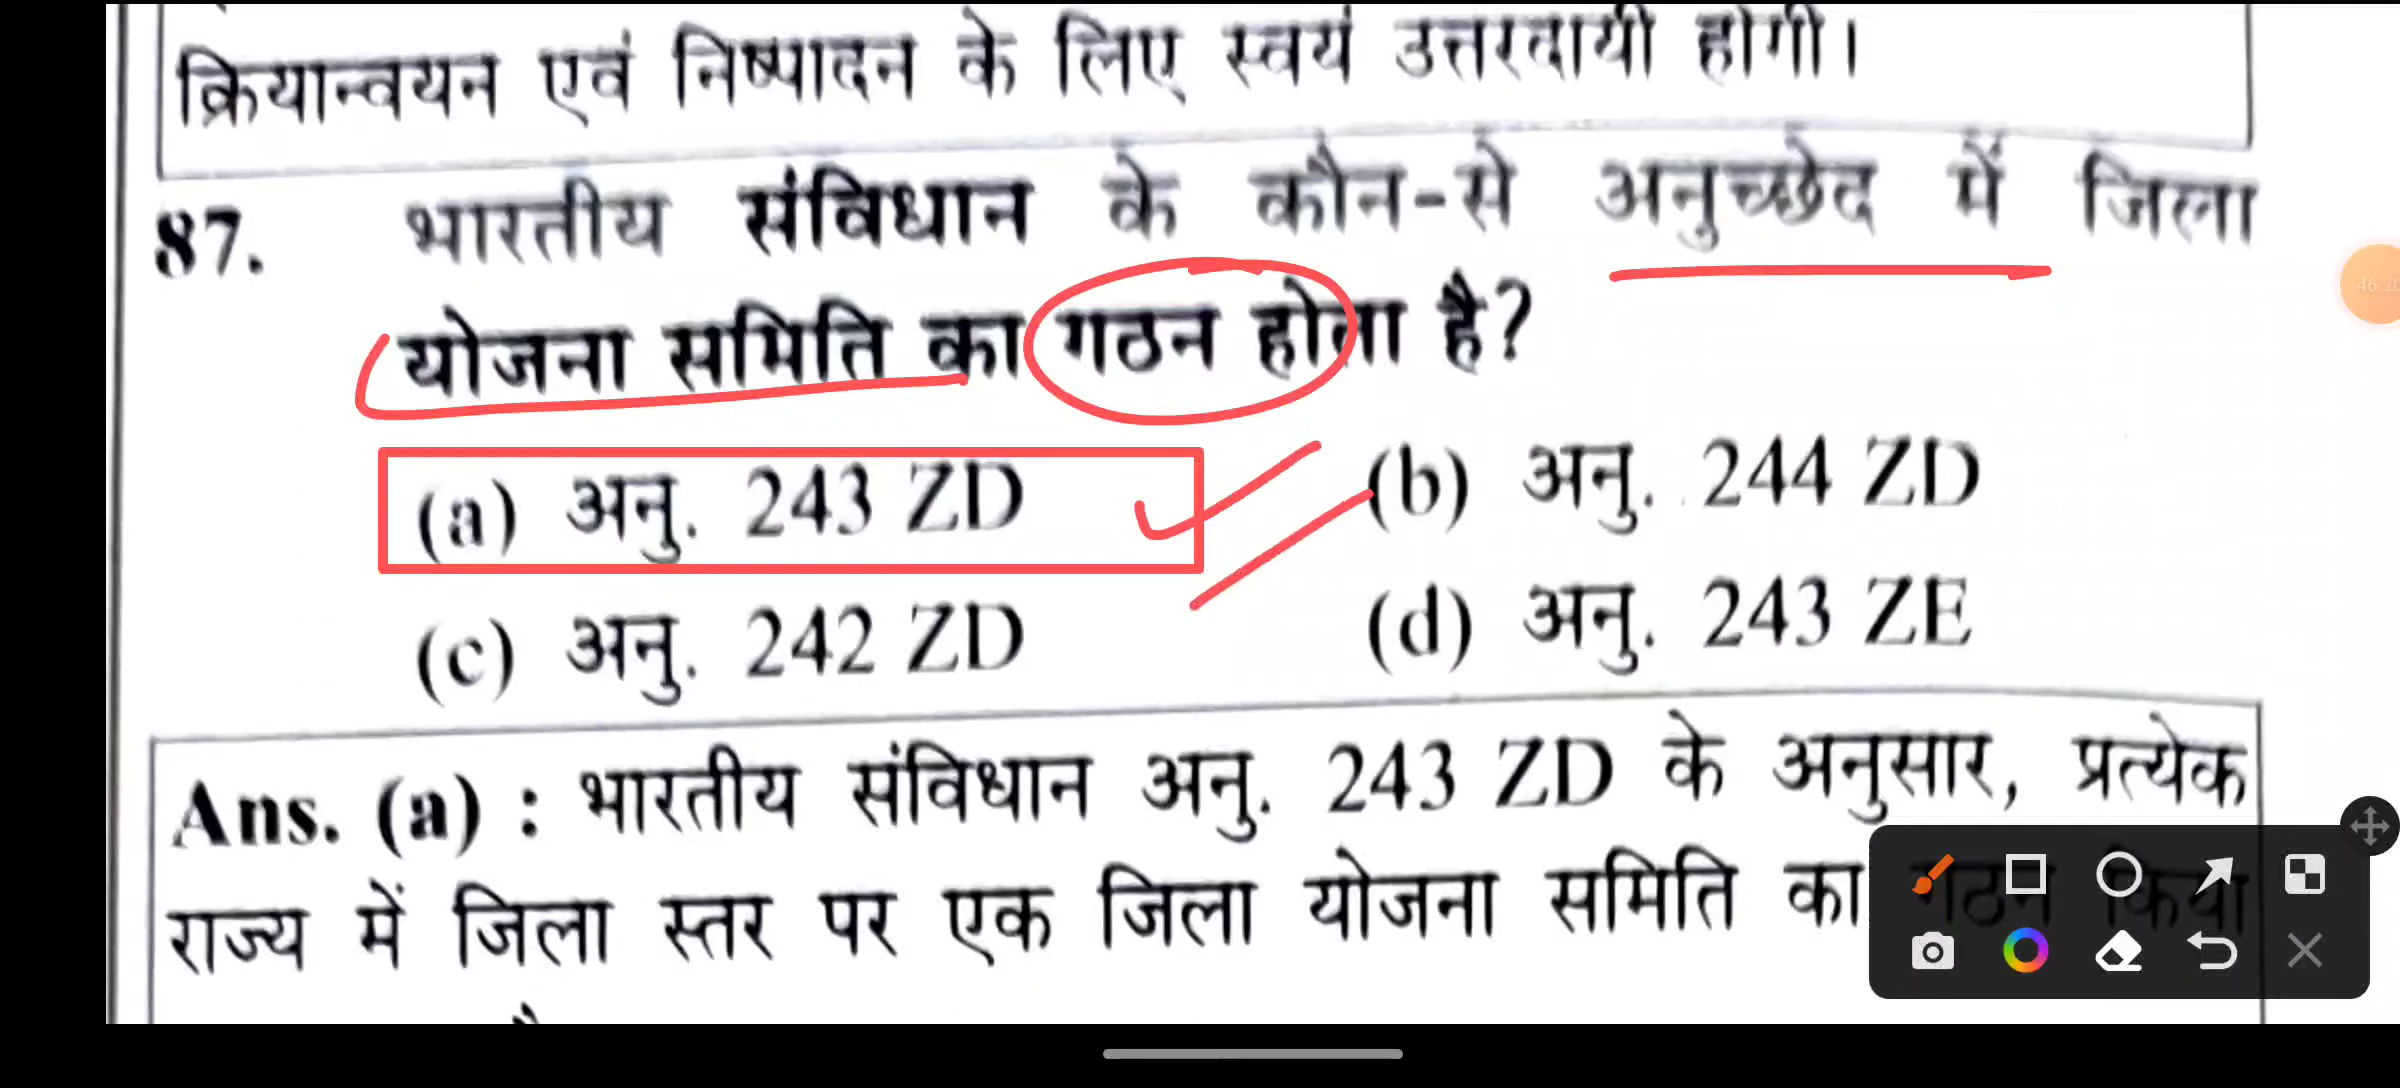 क्रियान्वयन एवं निष्पादन के लिए स्वयं उत्तरदायी होगी।
87. भारतीय संविधान के कौन-से अनुच्छेद में जिला
योजना समिति का गठन होता है?
(a) अनु. 243 ZD (b) अनु. 244 ZD
(c) अनु. 242 ZD (d) अनु. 243 ZE
Ans. (a) : भारतीय संविधान अनु. 243 ZD के अनुसार, प्रत्येक
राज्य में जिला स्तर पर एक जिला योजना समिति का गठन किया